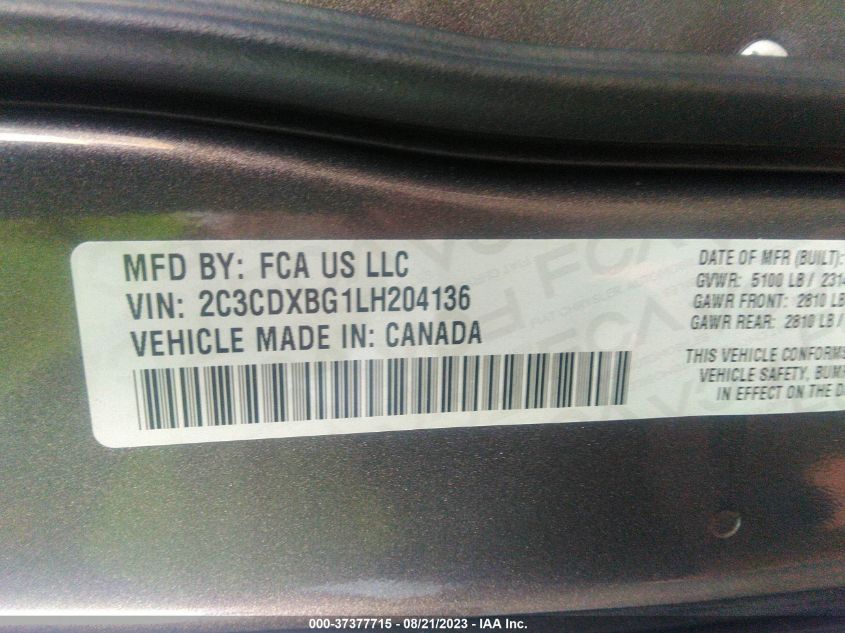 MFD BY: FCA US LLC
VIN: 2C3CDXBG1LH204136
VEHICLE MADE IN: CANADA
DATE OF MFR (BUILT):
GVWR: 5100 LB / 2314
GAWR FRONT: 2810 LB
GAWR REAR: 2810 LB /
THIS VEHICLE CONFORMS
VEHICLE SAFETY, BUMP
IN EFFECT ON THE D
000-37377715 - 08/21/2023 - IAA Inc.